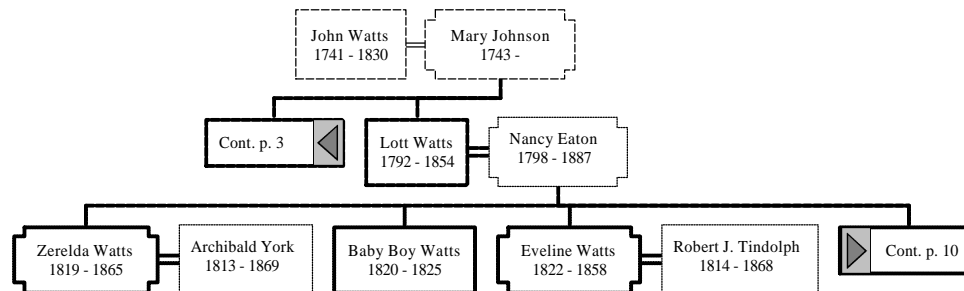 John Watts
1741 - 1830
Mary Johnson
1743 -
Cont. p. 3
Lott Watts
1792 - 1854
Nancy Eaton
1798 - 1887
Zerelda Watts
1819 - 1865
Archibald York
1813 - 1869
Baby Boy Watts
1820 - 1825
Eveline Watts
1822 - 1858
Robert J. Tindolph
1814 - 1868
Cont. p. 10